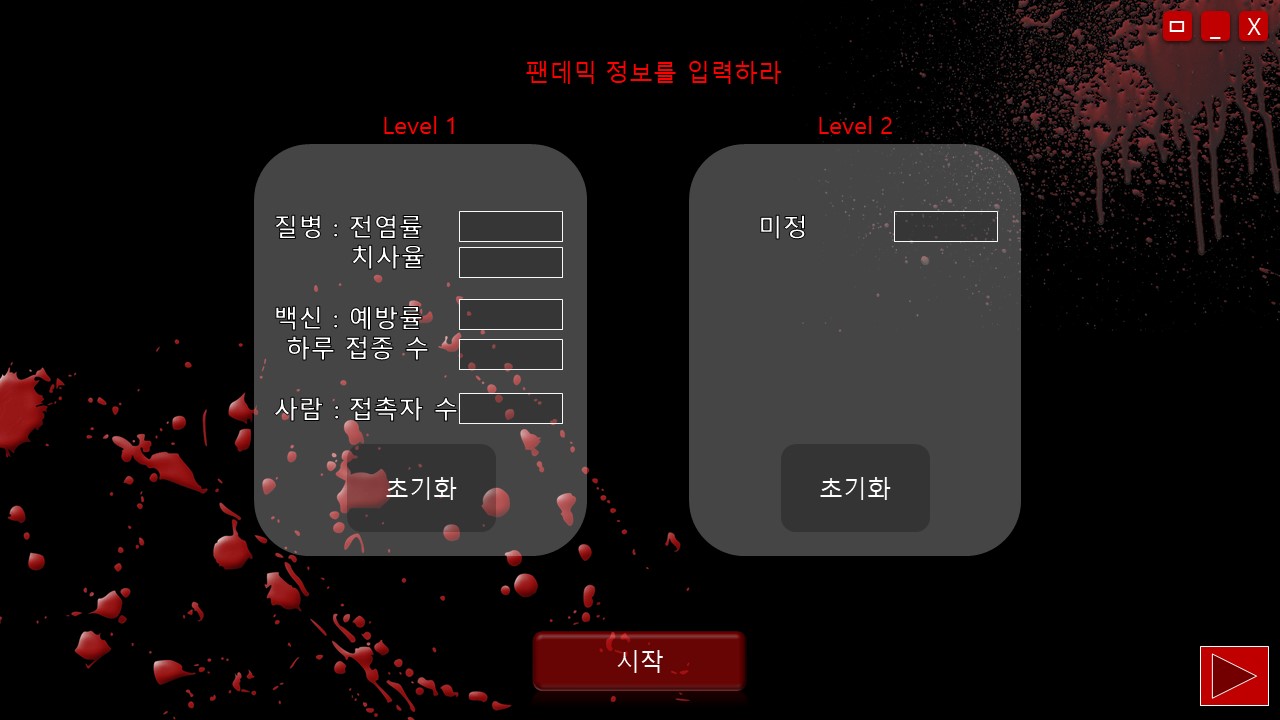 _ X
팬데믹 정보를 입력하라
Level 1
Level 2
질병 : 전염률
치사율
백신 : 예방률
하루 접종 수
사람 : 접촉자 수
초기화
미정
초기화
시작